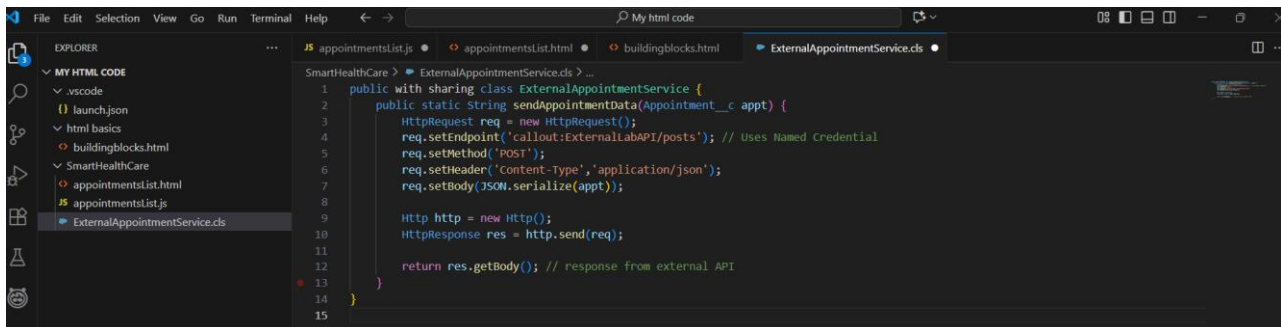 File Edit Selection View Go Run Terminal Help
My html code
EXPLORER
JS appointmentsList.js
appointmentsList.html
buildingblocks.html
ExternalAppointmentService.cls
MY HTML CODE
.vscode
{} launch.json
html basics
buildingblocks.html
SmartHealthCare
appointmentsList.html
JS appointmentsList.js
ExternalAppointmentService.cls
3
SmartHealthCare > ExternalAppointmentService.cls > ...
1 public with sharing class ExternalAppointmentService {
2 public static String sendAppointmentData(Appointment__c appt) {
3 HttpRequest req = new HttpRequest();
4 req.setEndpoint('callout:ExternalLabAPI/posts'); // Uses Named Credential
5 req.setMethod('POST');
6 req.setHeader('Content-Type','application/json');
7 req.setBody(JSON.serialize(appt));
8
9 Http http = new Http();
10 HttpResponse res = http.send(req);
11
12 return res.getBody(); // response from external API
13 }
14 }
15